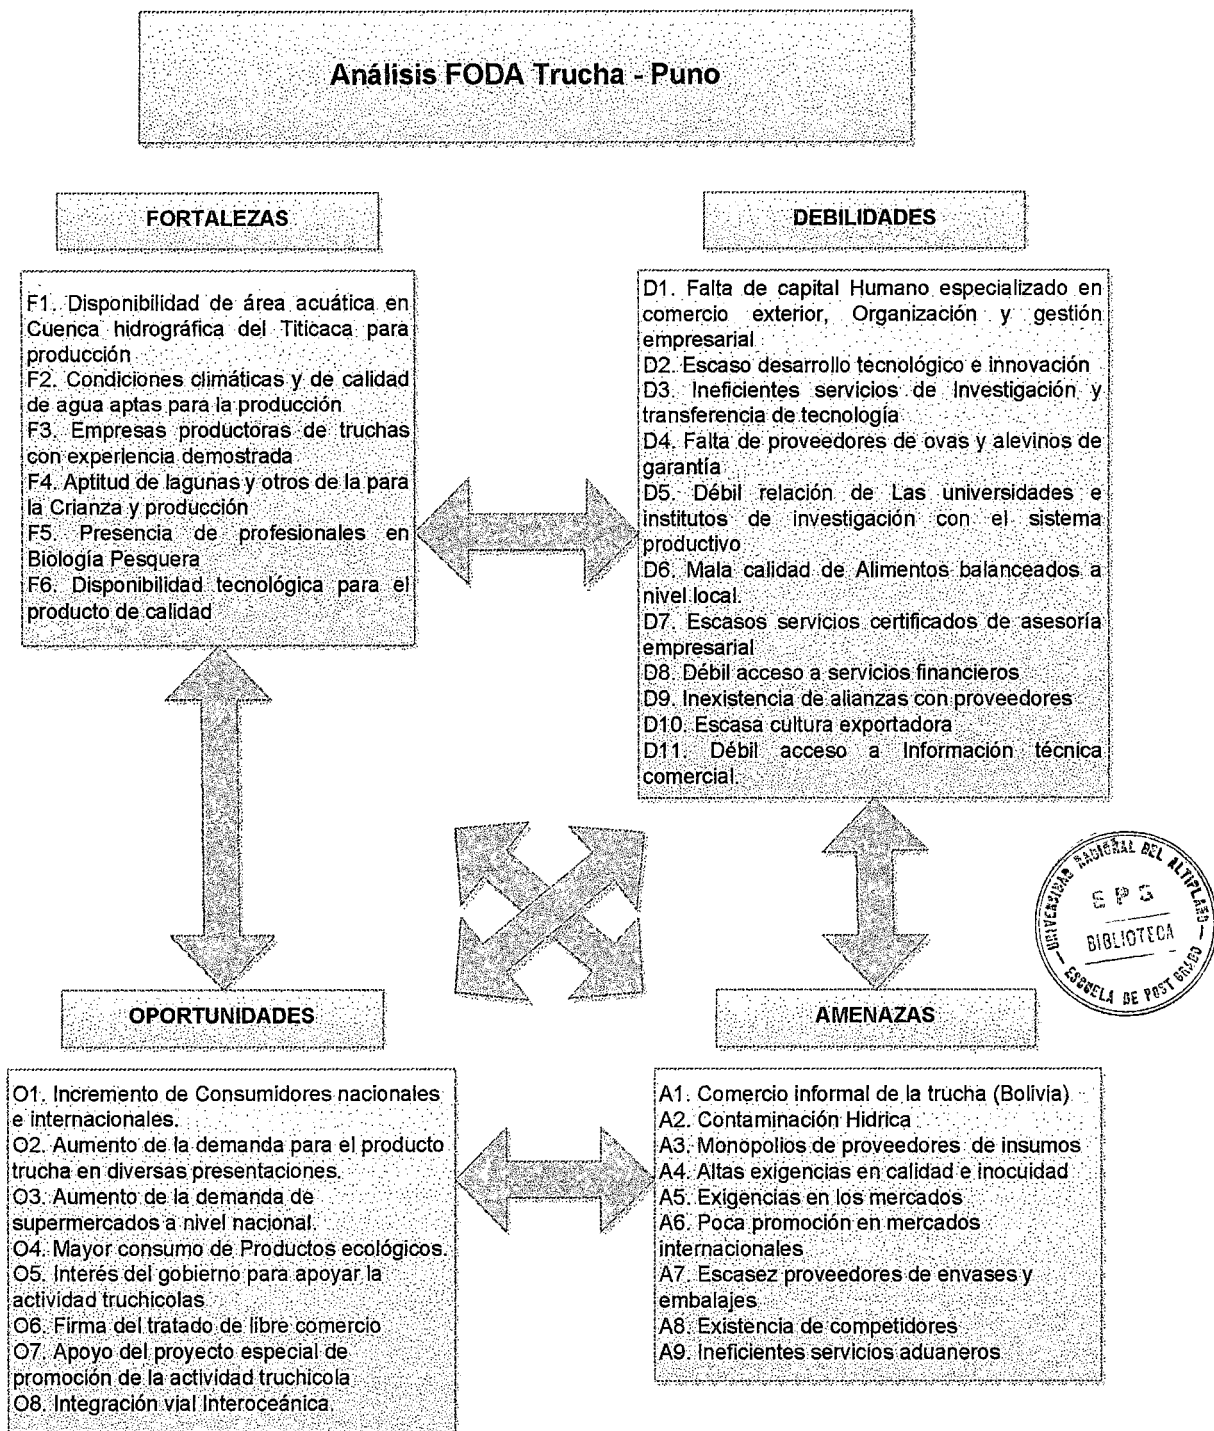 Análisis FODA Trucha - Puno
FORTALEZAS
F1. Disponibilidad de área acuática en
Cuenca hidrográfica del Titicaca para
producción
F2. Condiciones climáticas y de calidad
de agua aptas para la producción
F3. Empresas productoras de truchas
con experiencia demostrada
F4. Aptitud de lagunas y otros de la para
la Crianza y producción
F5. Presencia de profesionales en
Biología Pesquera
F6. Disponibilidad tecnológica para el
producto de calidad
DEBILIDADES
D1. Falta de capital Humano especializado en
comercio exterior, Organización y gestión
empresarial
D2. Escaso desarrollo tecnológico e innovación
D3. Ineficientes servicios de Investigación y
transferencia de tecnología
D4. Falta de proveedores de ovas y alevinos de
garantía
D5. Débil relación de Las universidades e
institutos de investigación con el sistema
productivo
D6. Mala calidad de Alimentos balanceados a
nivel local.
D7. Escasos servicios certificados de asesoría
empresarial
D8. Débil acceso a servicios financieros
D9. Inexistencia de alianzas con proveedores
D10. Escasa cultura exportadora
D11. Débil acceso a Información técnica
comercial.
UNIVERSIDAD NACIONAL DEL ALTIPLANO
EPG
BIBLIOTECA
ESCUELA DE POST GRADO
OPORTUNIDADES
O1. Incremento de Consumidores nacionales
e internacionales.
O2. Aumento de la demanda para el producto
trucha en diversas presentaciones.
O3. Aumento de la demanda de
supermercados a nivel nacional.
O4. Mayor consumo de Productos ecológicos.
O5. Interés del gobierno para apoyar la
actividad truchicolas
O6. Firma del tratado de libre comercio
O7. Apoyo del proyecto especial de
promoción de la actividad truchicola
O8. Integración vial Interoceánica.
AMENAZAS
A1. Comercio informal de la trucha (Bolivia)
A2. Contaminación Hidrica
A3. Monopolios de proveedores de insumos
A4. Altas exigencias en calidad e inocuidad
A5. Exigencias en los mercados
A6. Poca promoción en mercados
internacionales
A7. Escasez proveedores de envases y
embalajes
A8. Existencia de competidores
A9. Ineficientes servicios aduaneros